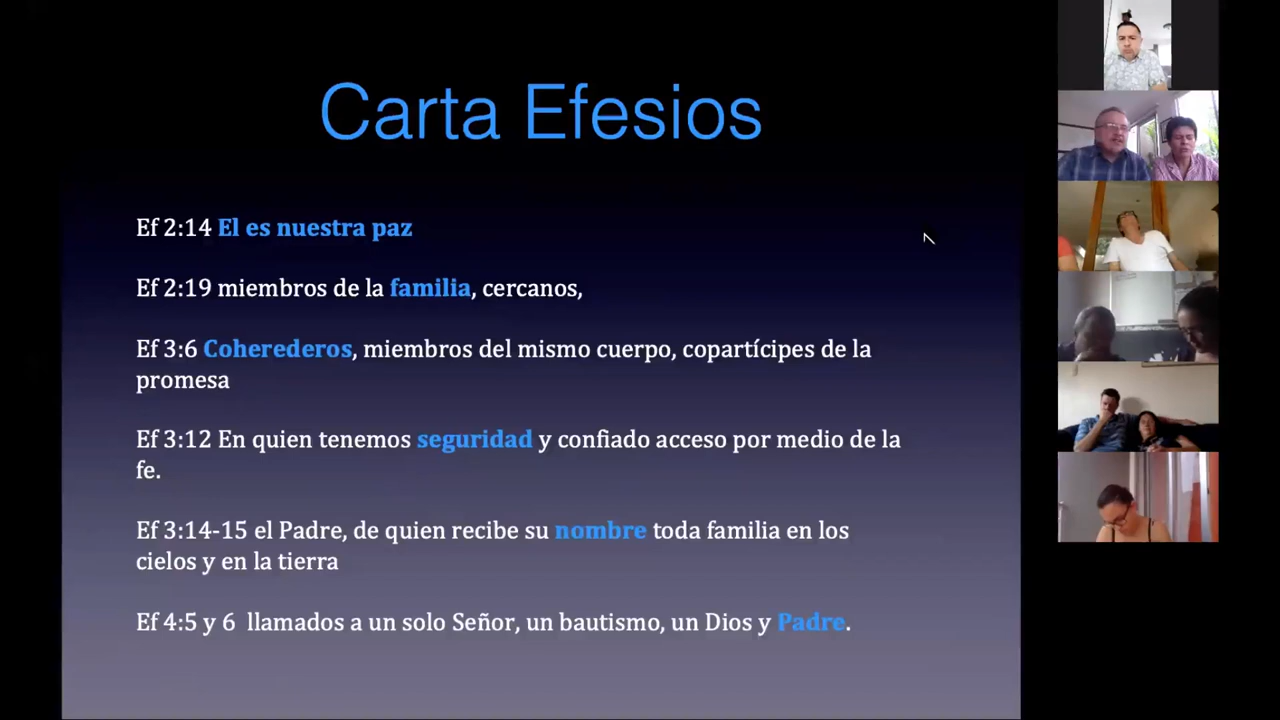 Carta Efesios
Ef 2:14 El es nuestra paz
Ef 2:19 miembros de la familia, cercanos,
Ef 3:6 Coherederos, miembros del mismo cuerpo, copartícipes de la
promesa
Ef 3:12 En quien tenemos seguridad y confiado acceso por medio de la
fe.
Ef 3:14-15 el Padre, de quien recibe su nombre toda familia en los
cielos y en la tierra
Ef 4:5 y 6  llamados a un solo Señor, un bautismo, un Dios y Padre.